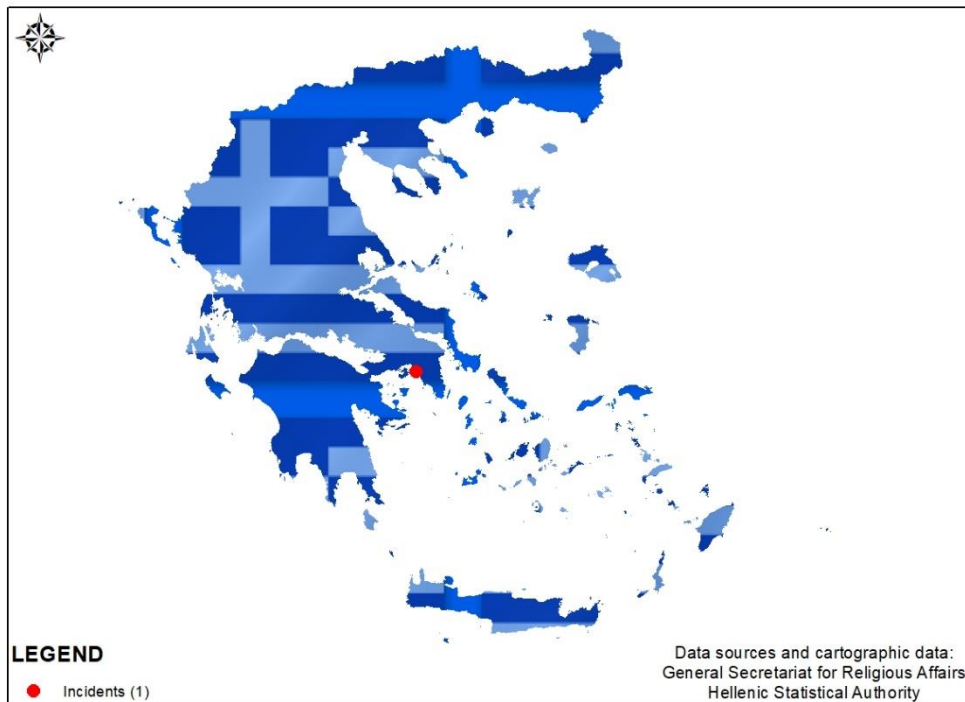 LEGEND
Incidents (1)
Data sources and cartographic data:
General Secretariat for Religious Affairs
Hellenic Statistical Authority